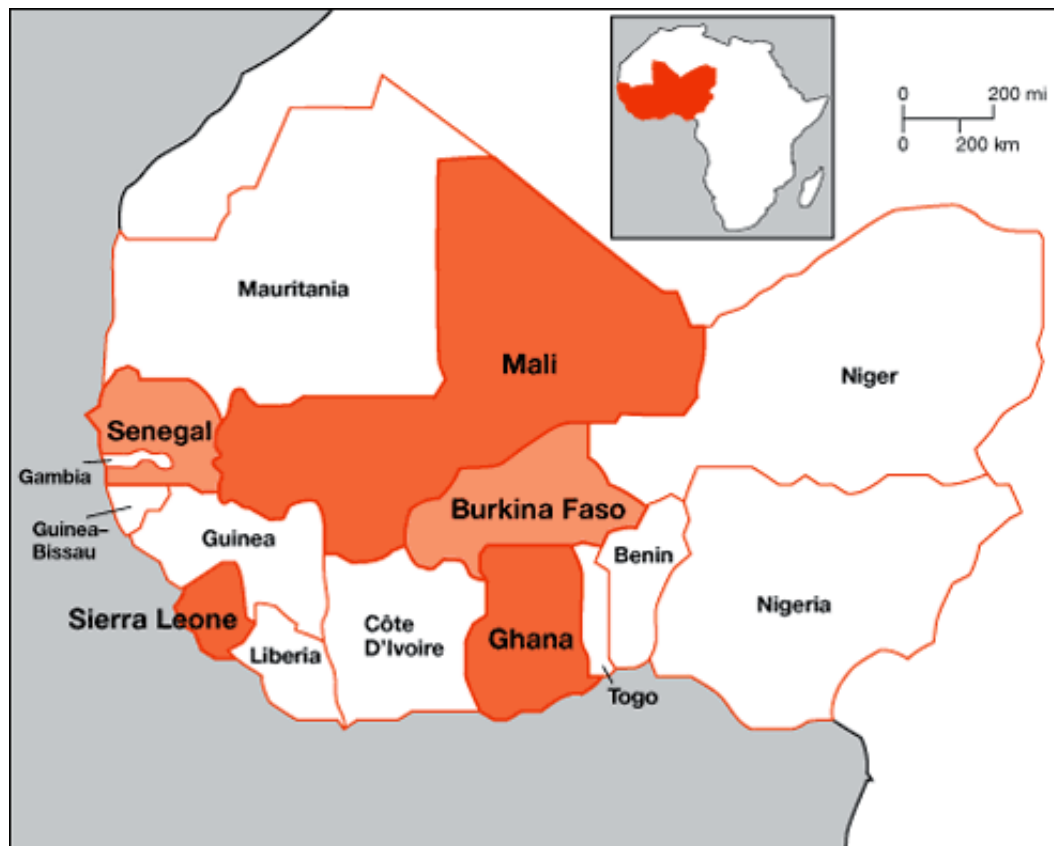 0 200 mi
0 200 km
Mauritania
Mali
Niger
Senegal
Gambia
Burkina Faso
Guinea-
Bissau
Guinea
Benin
Nigeria
Sierra Leone
Côte
D'Ivoire
Ghana
Liberia
Togo